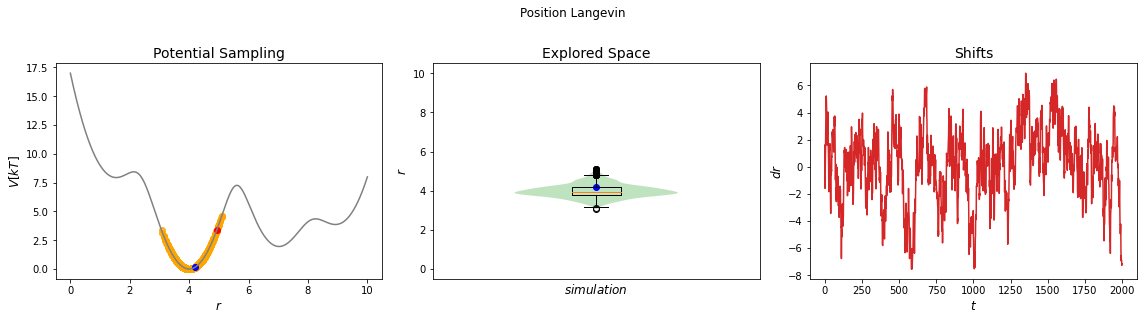 Position Langevin
Potential Sampling
17.5
15.0
12.5
10.0
7.5
5.0
2.5
0.0
V[kT]
0 2 4 6 8 10
r
Explored Space
10
8
6
4
2
0
r
simulation
Shifts
6
4
2
0
−2
−4
−6
−8
dr
0 250 500 750 1000 1250 1500 1750 2000
t